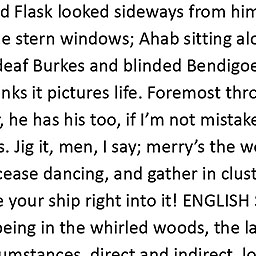 d Flask looked sideways from him
e stern windows; Ahab sitting alo
deaf Burkes and blinded Bendigoe
nks it pictures life. Foremost thro
, he has his too, if I’m not mistake
s. Jig it, men, I say; merry’s the wo
cease dancing, and gather in clust
e your ship right into it! ENGLISH S
being in the whirled woods, the la
cumstances, direct and indirect, lo